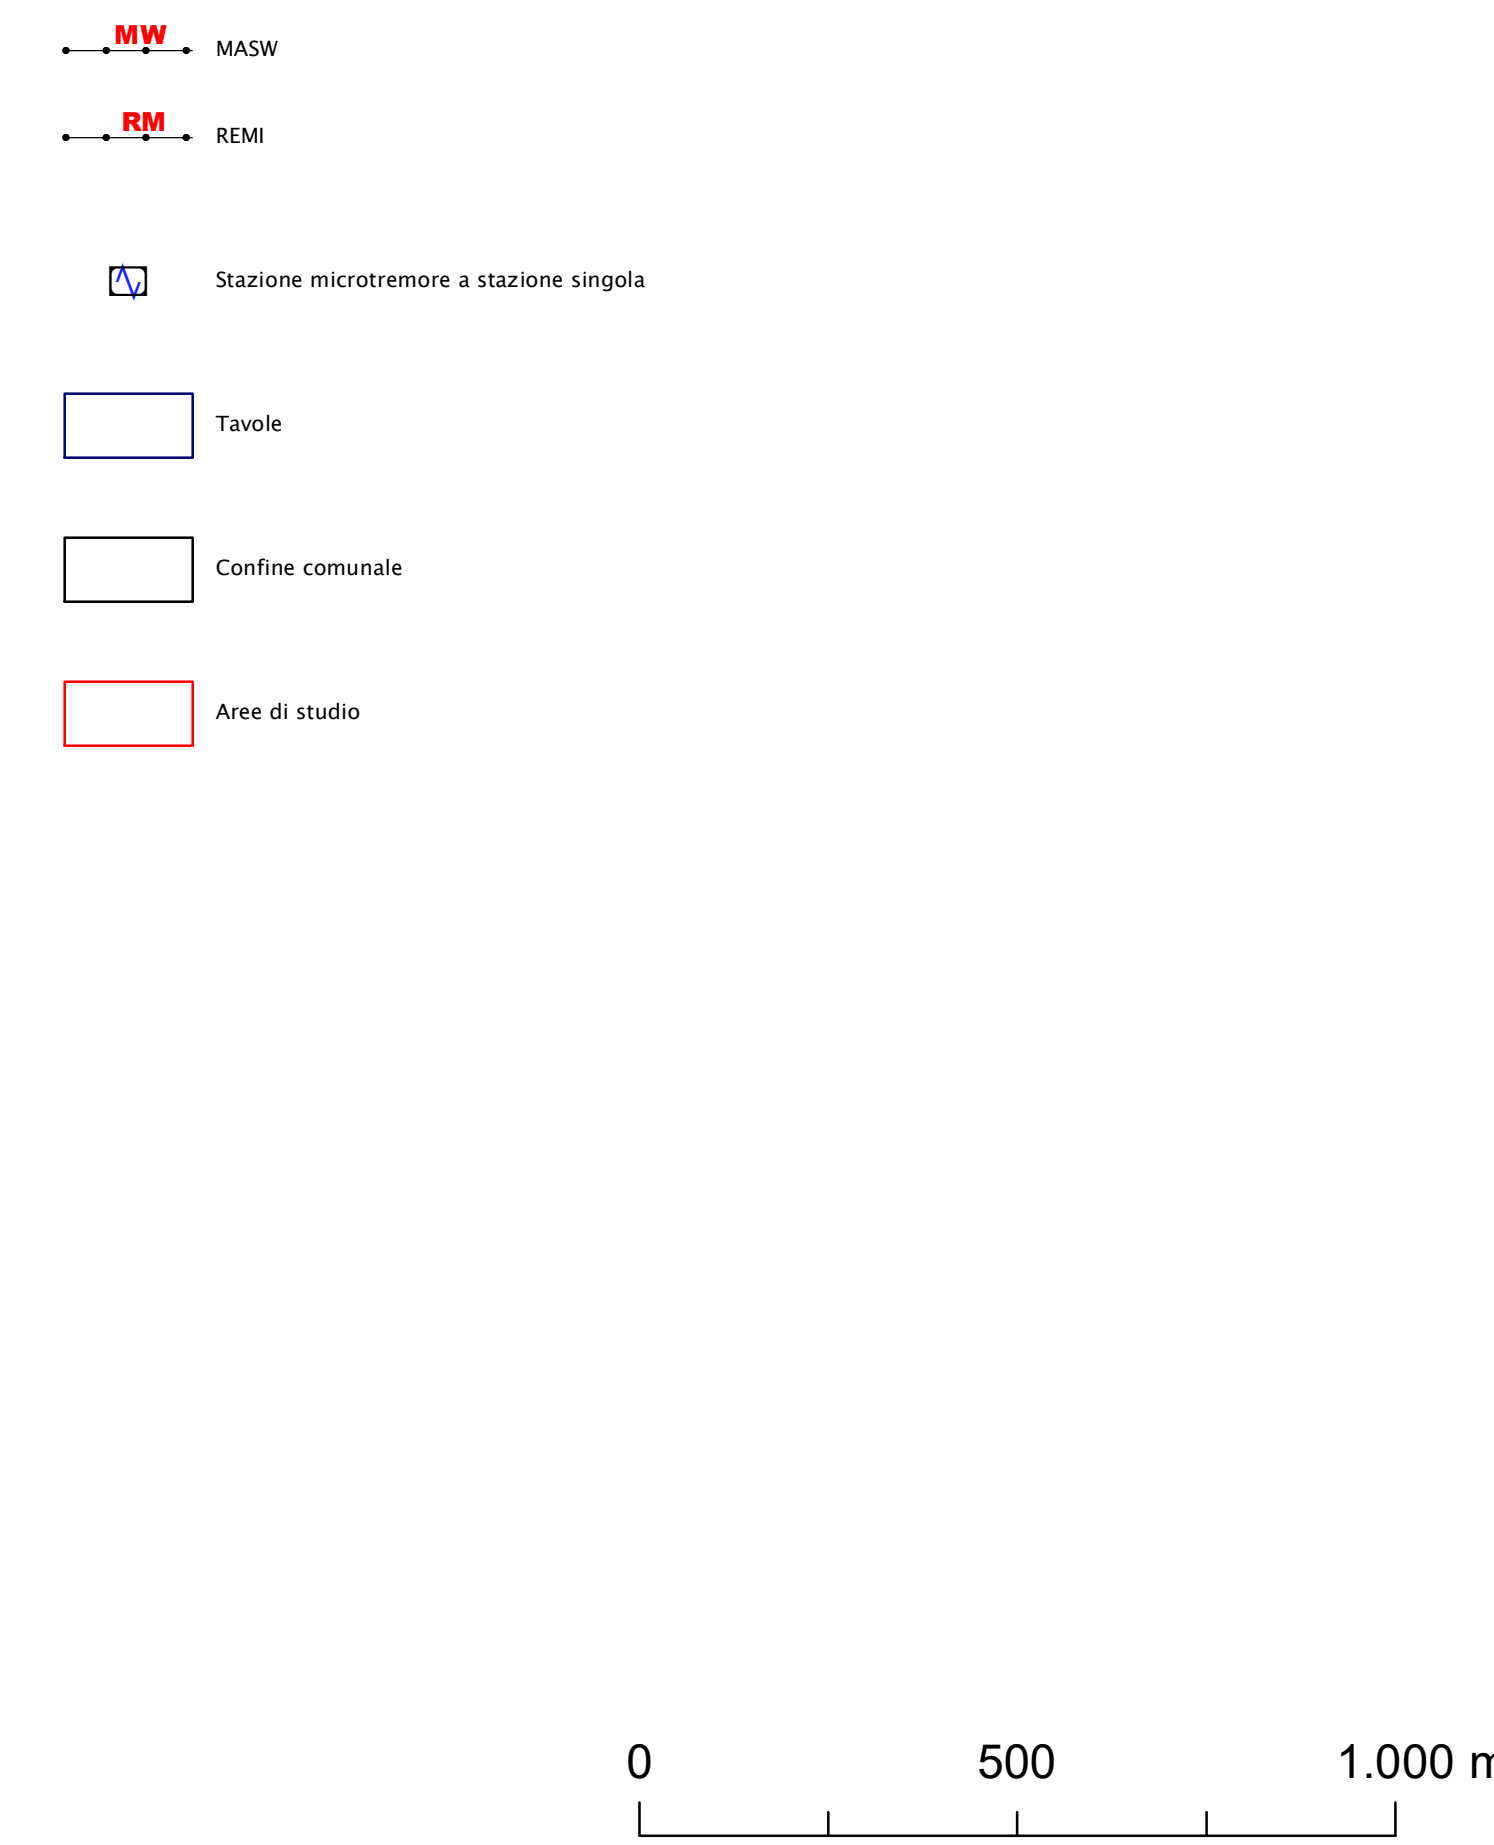 MW MASW
RM REMI
Stazione microtremore a stazione singola
Tavole
Confine comunale
Aree di studio
0 500 1.000 m